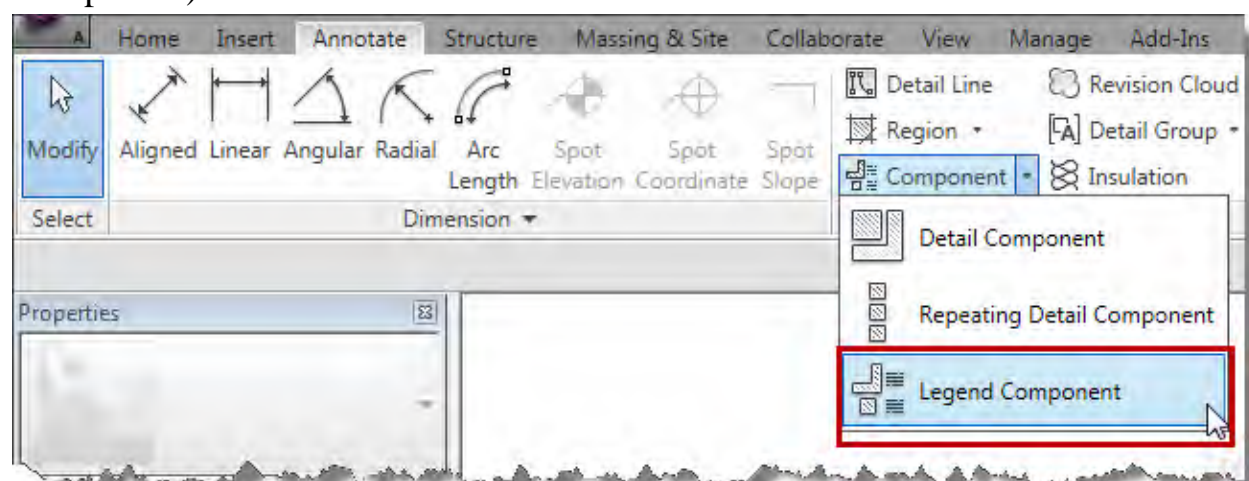 A Home Insert Annotate Structure Massing & Site Collaborate View Manage Add-Ins
Modify Aligned Linear Angular Radial Arc Length Spot Elevation Spot Coordinate Spot Slope
Detail Line Revision Cloud
Region Detail Group
Component Insulation
Select Dimension
Detail Component
Repeating Detail Component
Legend Component
Properties